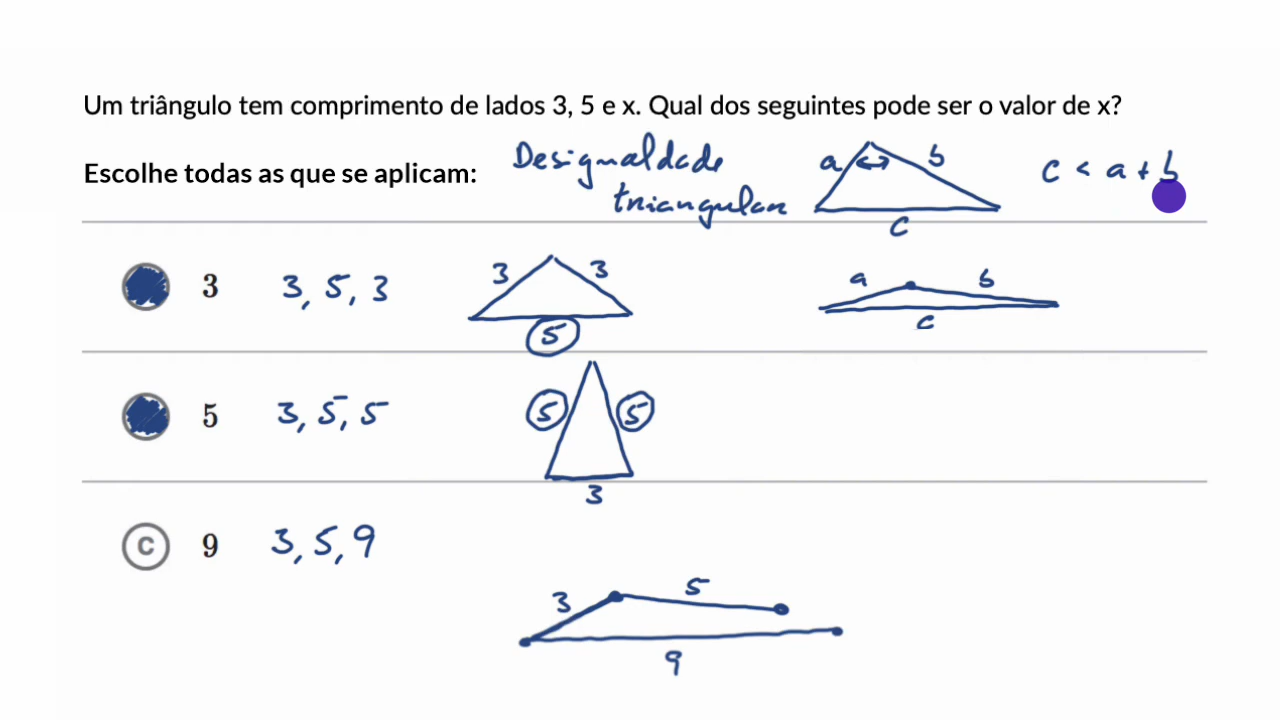 Um triângulo tem comprimento de lados 3, 5 e x. Qual dos seguintes pode ser o valor de x?
Escolhe todas as que se aplicam:
Desigualdade
triangular
a b
c
c < a + b
3 3, 5, 3
3 3
5
a b
c
5 3, 5, 5
5 5
3
C 9 3, 5, 9
3 5
9